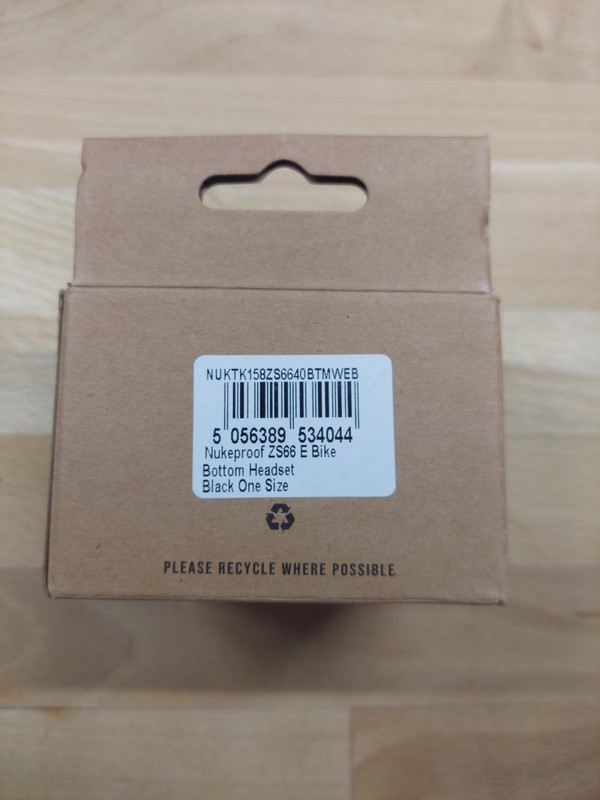 NUKTK158ZS6640BTMWEB
5 056389 534044
Nukeproof ZS66 E Bike
Bottom Headset
Black One Size
PLEASE RECYCLE WHERE POSSIBLE